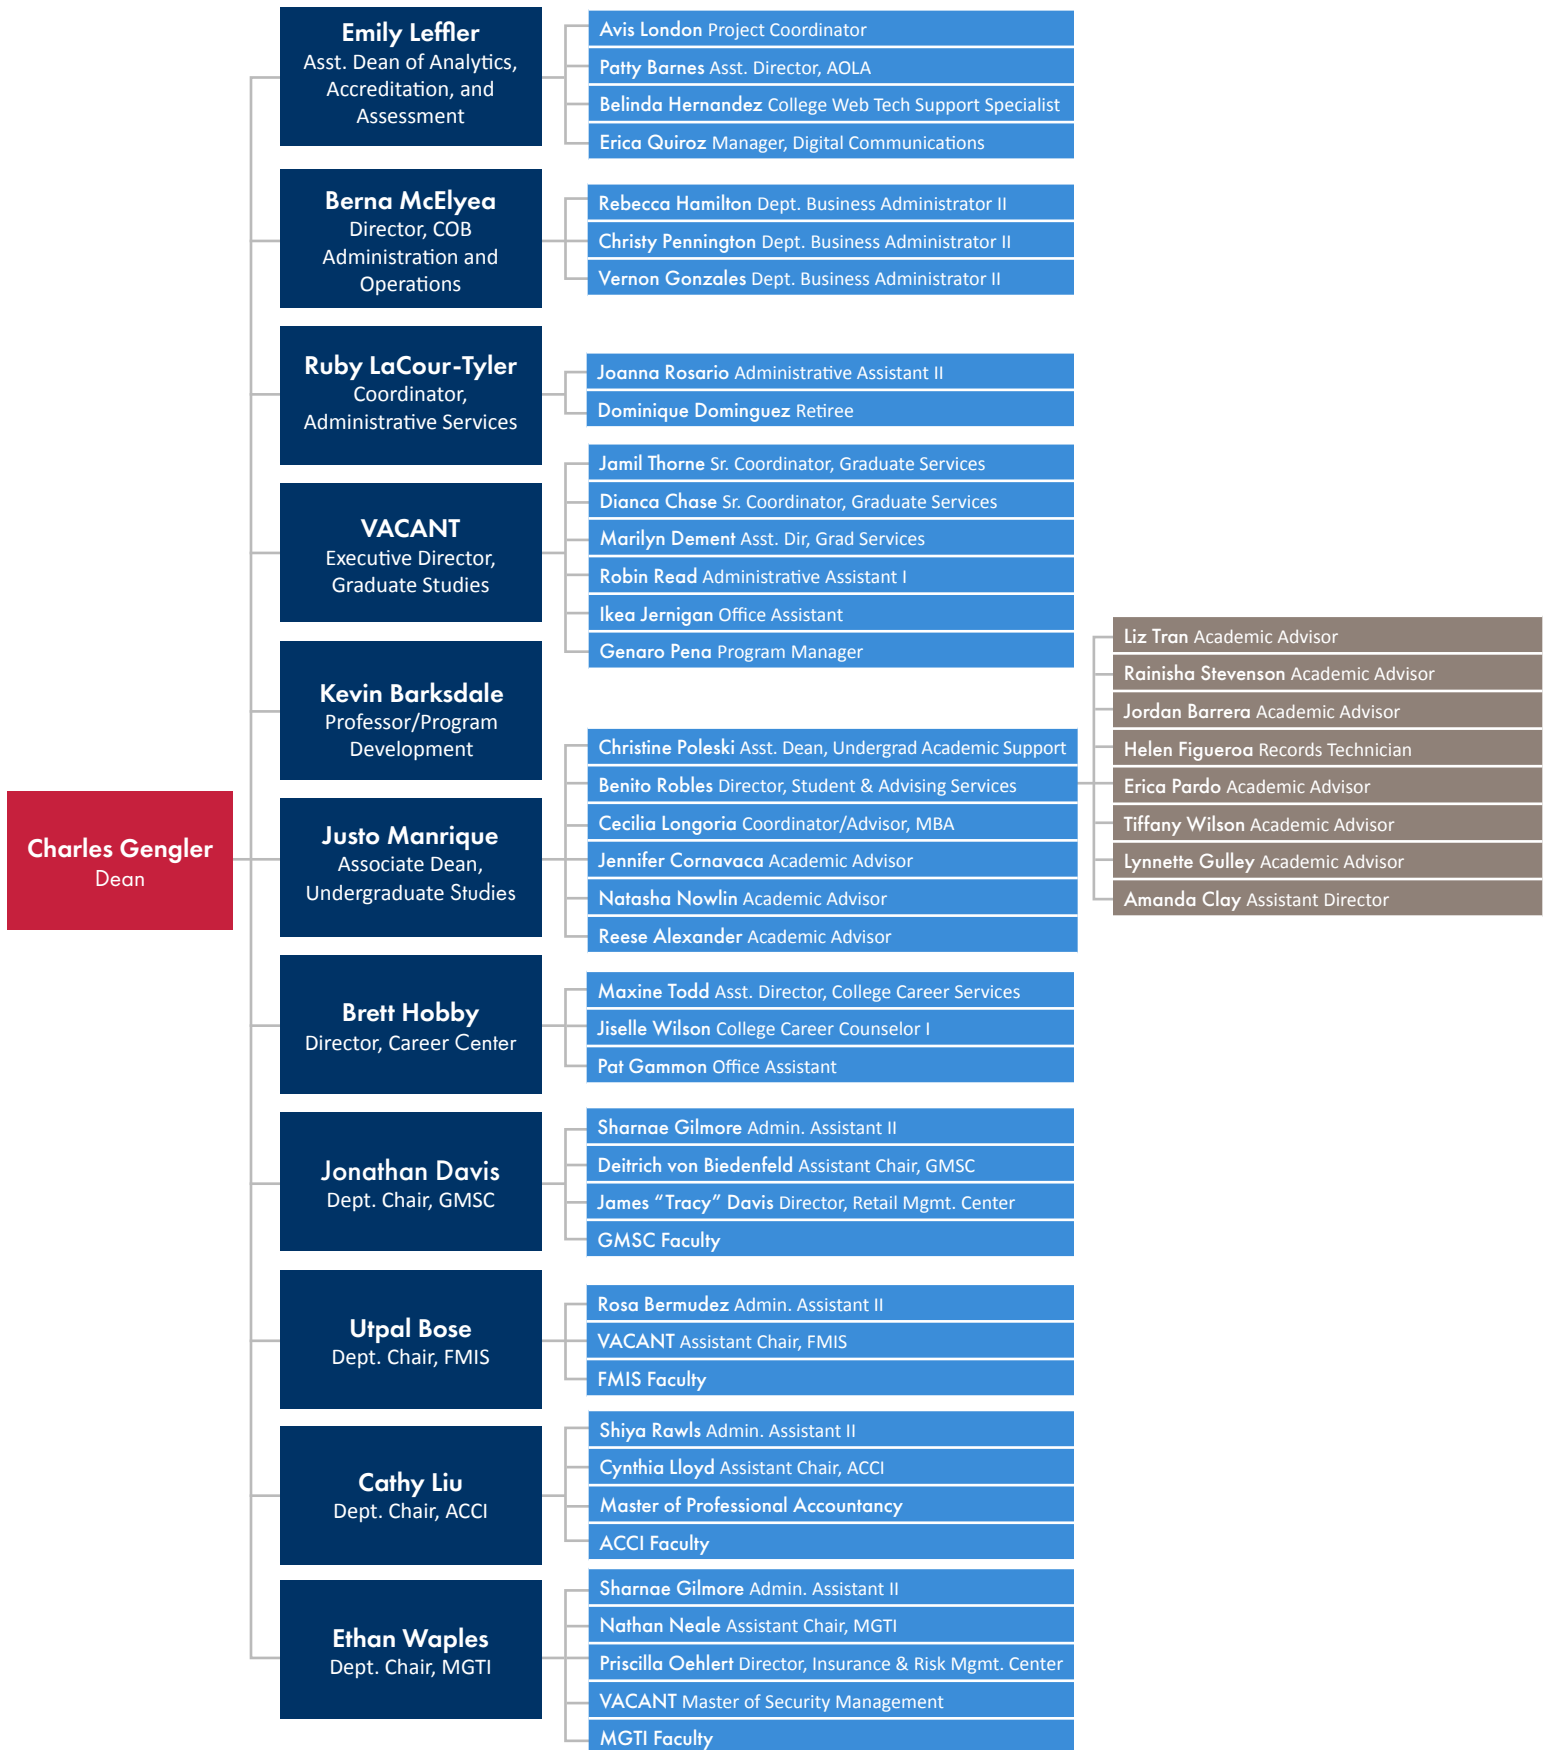 Charles Gengler
Dean
Emily Leffler
Asst. Dean of Analytics,
Accreditation, and
Assessment
Avis London Project Coordinator
Patty Barnes Asst. Director, AOLA
Belinda Hernandez College Web Tech Support Specialist
Erica Quiroz Manager, Digital Communications
Berna McElyea
Director, COB
Administration and
Operations
Rebecca Hamilton Dept. Business Administrator II
Christy Pennington Dept. Business Administrator II
Vernon Gonzales Dept. Business Administrator II
Ruby LaCour-Tyler
Coordinator,
Administrative Services
Joanna Rosario Administrative Assistant II
Dominique Dominguez Retiree
VACANT
Executive Director,
Graduate Studies
Jamil Thorne Sr. Coordinator, Graduate Services
Dianca Chase Sr. Coordinator, Graduate Services
Marilyn Dement Asst. Dir, Grad Services
Robin Read Administrative Assistant I
Ikea Jernigan Office Assistant
Genaro Pena Program Manager
Kevin Barksdale
Professor/Program
Development
Justo Manrique
Associate Dean,
Undergraduate Studies
Christine Poleski Asst. Dean, Undergrad Academic Support
Benito Robles Director, Student & Advising Services
Cecilia Longoria Coordinator/Advisor, MBA
Jennifer Cornavaca Academic Advisor
Natasha Nowlin Academic Advisor
Reese Alexander Academic Advisor
Liz Tran Academic Advisor
Rainisha Stevenson Academic Advisor
Jordan Barrera Academic Advisor
Helen Figueroa Records Technician
Erica Pardo Academic Advisor
Tiffany Wilson Academic Advisor
Lynnette Gulley Academic Advisor
Amanda Clay Assistant Director
Brett Hobby
Director, Career Center
Maxine Todd Asst. Director, College Career Services
Jiselle Wilson College Career Counselor I
Pat Gammon Office Assistant
Jonathan Davis
Dept. Chair, GMSC
Sharnae Gilmore Admin. Assistant II
Deitrich von Biedenfeld Assistant Chair, GMSC
James “Tracy” Davis Director, Retail Mgmt. Center
GMSC Faculty
Utpal Bose
Dept. Chair, FMIS
Rosa Bermudez Admin. Assistant II
VACANT Assistant Chair, FMIS
FMIS Faculty
Cathy Liu
Dept. Chair, ACCI
Shiya Rawls Admin. Assistant II
Cynthia Lloyd Assistant Chair, ACCI
Master of Professional Accountancy
ACCI Faculty
Ethan Waples
Dept. Chair, MGTI
Sharnae Gilmore Admin. Assistant II
Nathan Neale Assistant Chair, MGTI
Priscilla Oehlert Director, Insurance & Risk Mgmt. Center
VACANT Master of Security Management
MGTI Faculty